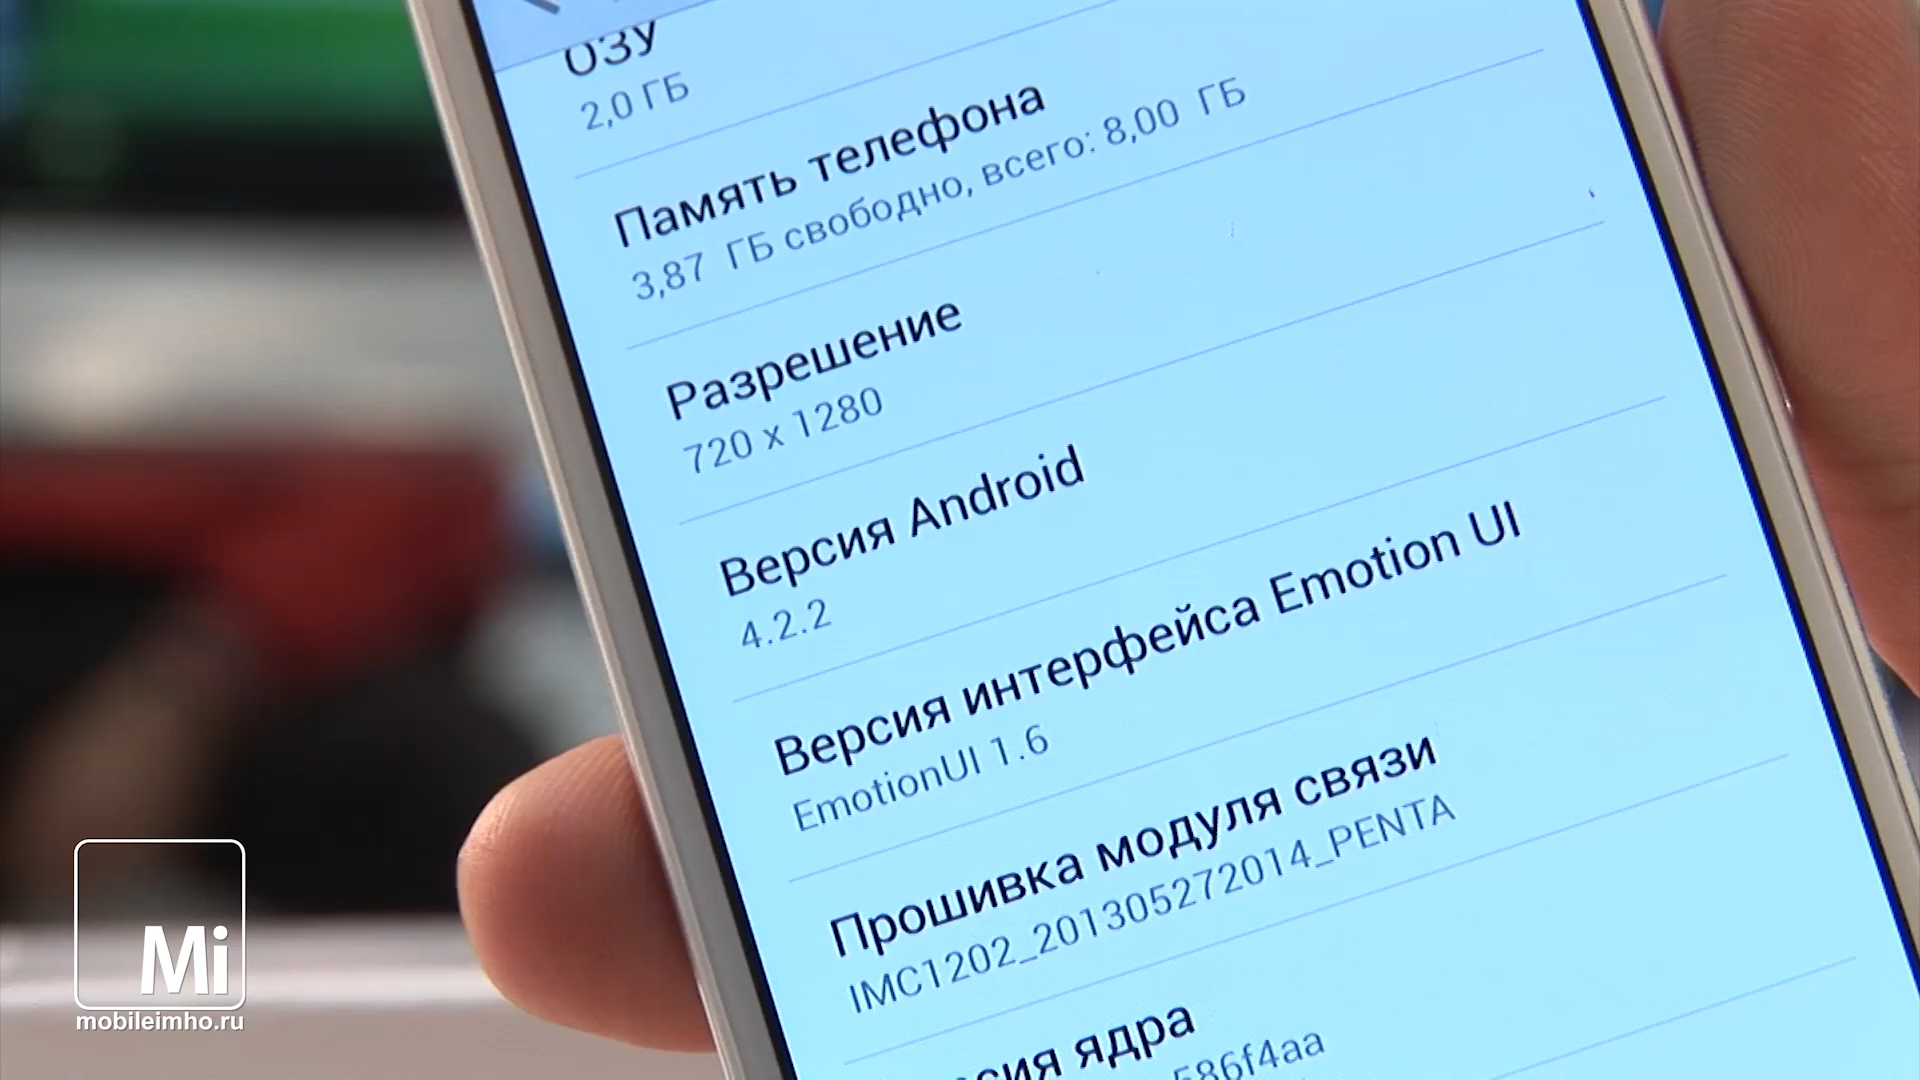 ОЗУ
2,0 ГБ
Память телефона
3,87 ГБ свободно, всего: 8,00 ГБ
Разрешение
720 x 1280
Версия Android
4.2.2
Версия интерфейса Emotion UI
EmotionUI 1.6
Прошивка модуля связи
IMC1202_201305272014_PENTA
ядра
Mi
mobileimho.ru